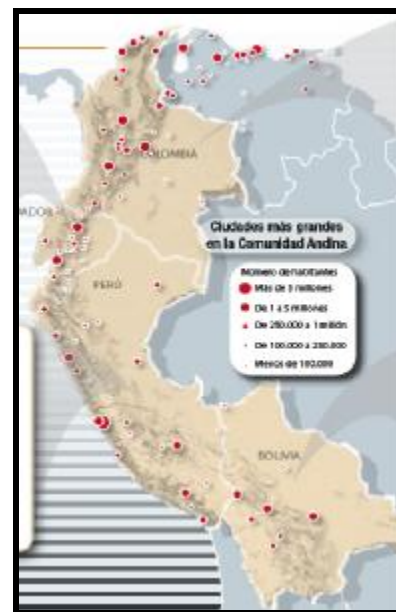 COLOMBIA
ADOR
Ciudades más grandes
en la Comunidad Andina
PERÚ
Número de habitantes
Más de 5 millones
De 1 a 5 millones
De 250.000 a 1 millón
De 100.000 a 250.000
Menos de 100.000
BOLIVIA